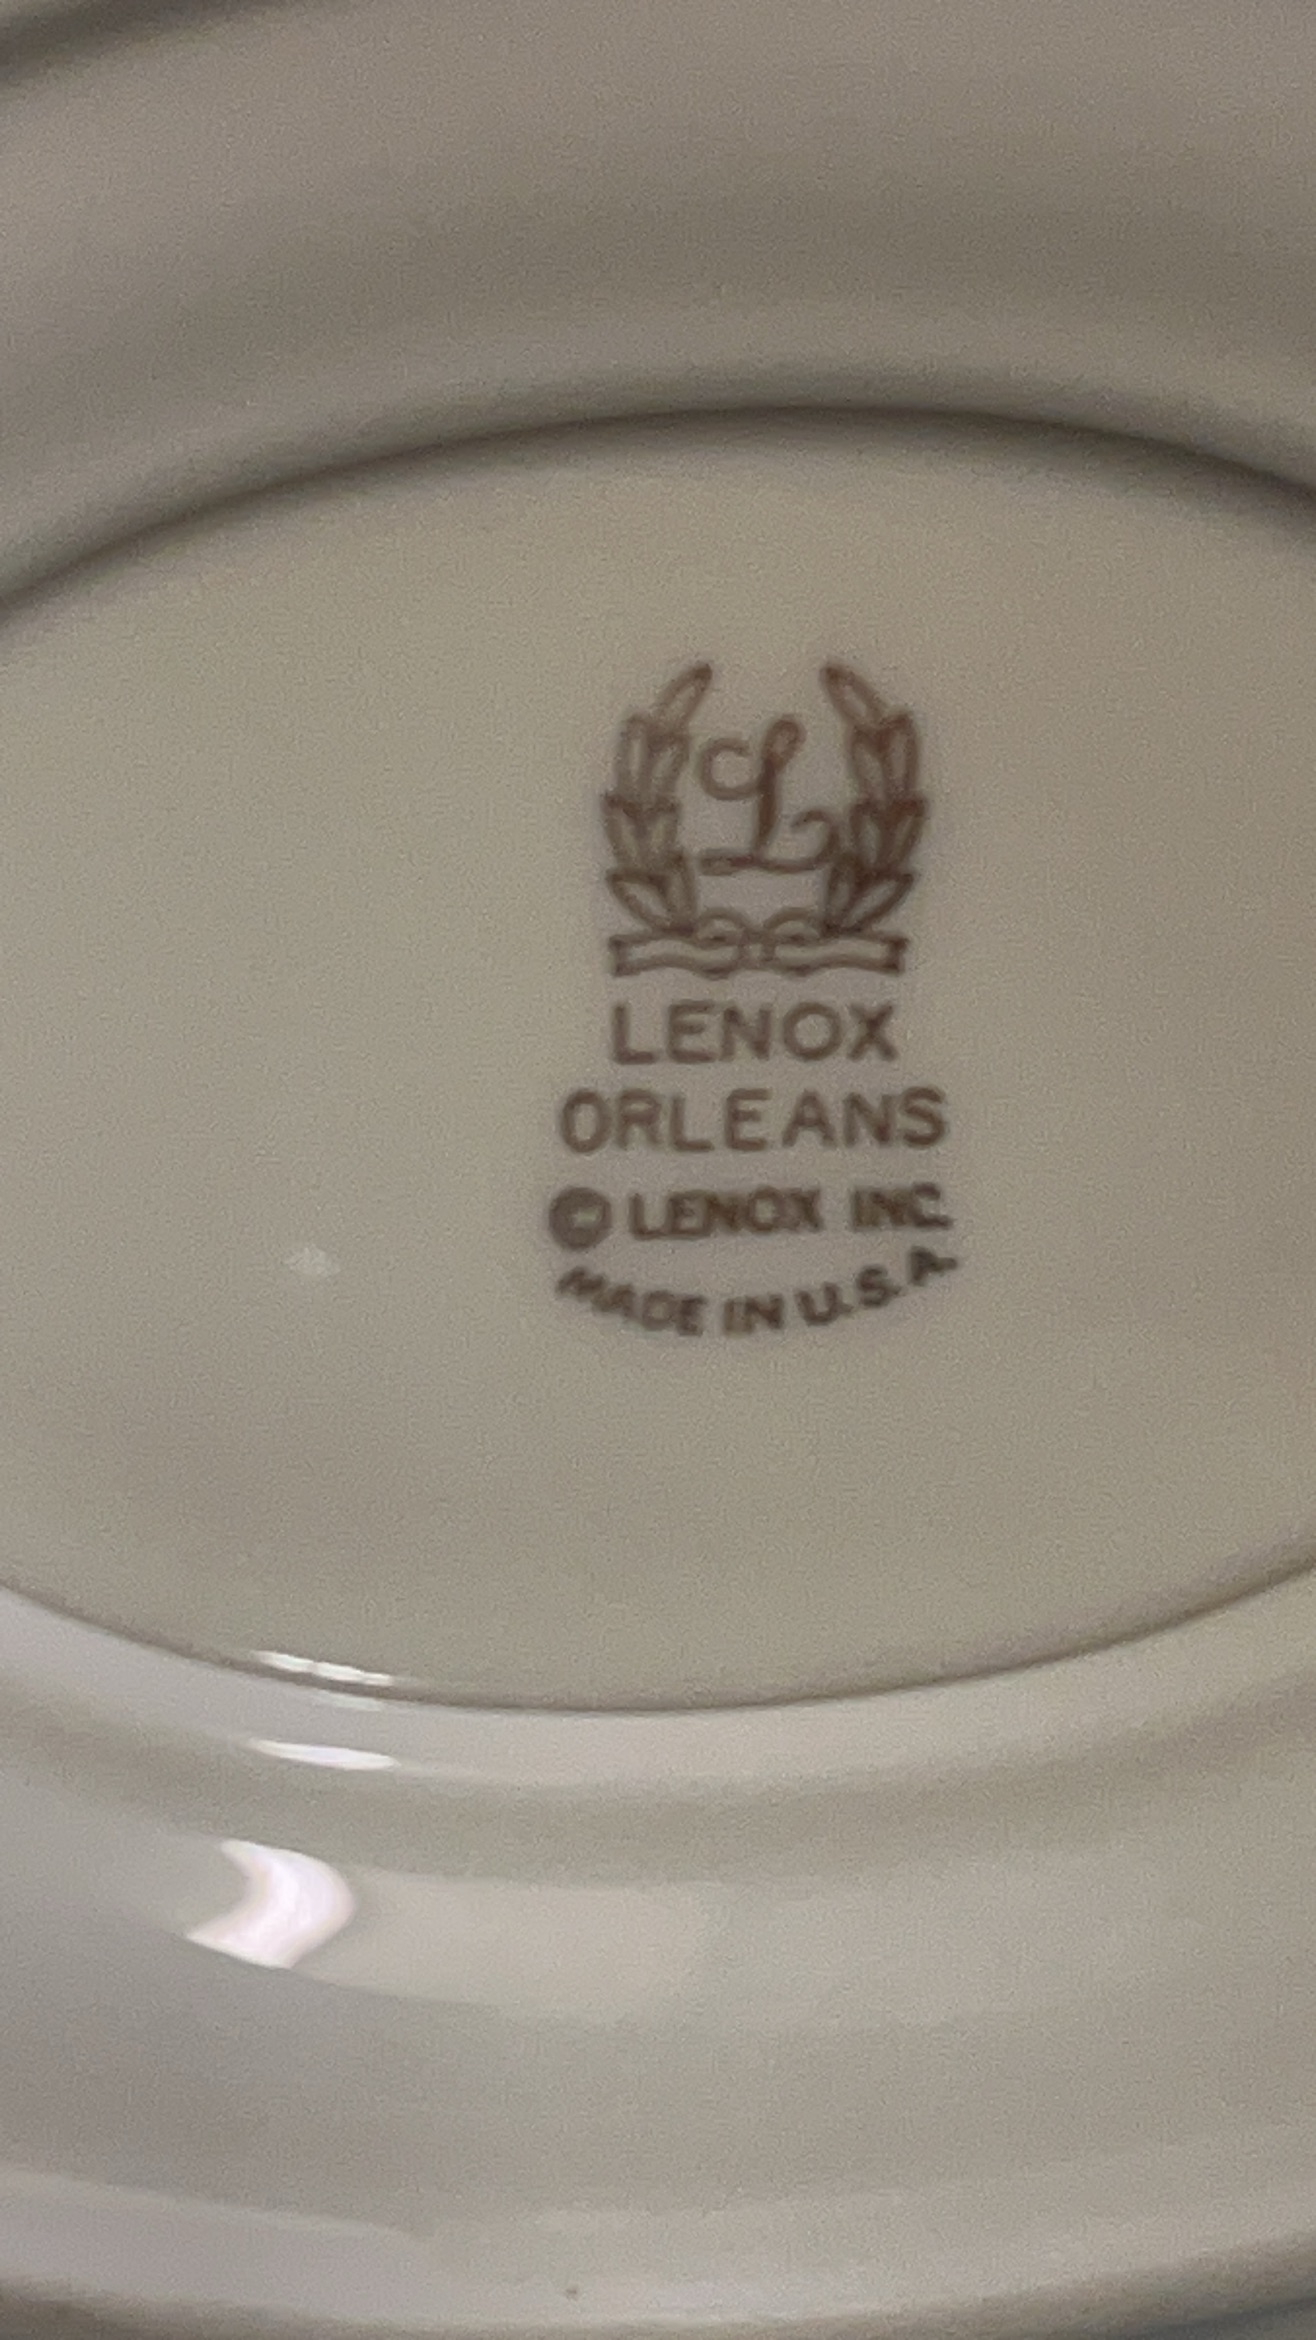 L
LENOX
ORLEANS
© LENOX INC.
MADE IN U.S.A.